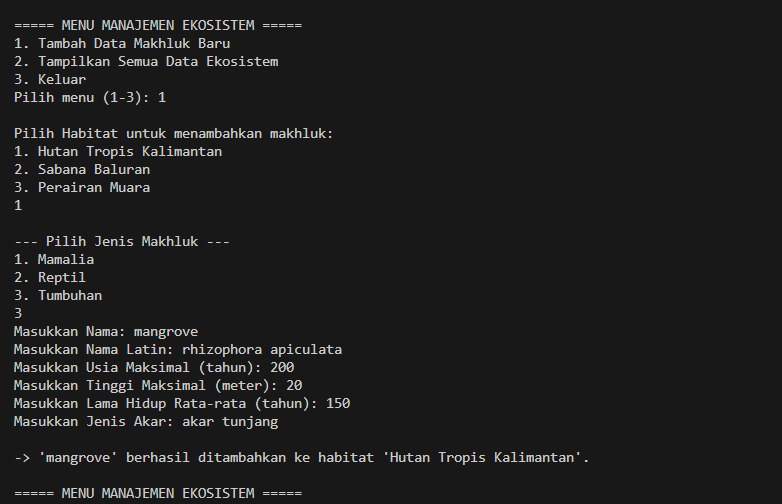 ===== MENU MANAJEMEN EKOSISTEM =====
1. Tambah Data Makhluk Baru
2. Tampilkan Semua Data Ekosistem
3. Keluar
Pilih menu (1-3): 1
Pilih Habitat untuk menambahkan makhluk:
1. Hutan Tropis Kalimantan
2. Sabana Baluran
3. Perairan Muara
1
--- Pilih Jenis Makhluk ---
1. Mamalia
2. Reptil
3. Tumbuhan
3
Masukkan Nama: mangrove
Masukkan Nama Latin: rhizophora apiculata
Masukkan Usia Maksimal (tahun): 200
Masukkan Tinggi Maksimal (meter): 20
Masukkan Lama Hidup Rata-rata (tahun): 150
Masukkan Jenis Akar: akar tunjang
-> 'mangrove' berhasil ditambahkan ke habitat 'Hutan Tropis Kalimantan'.
===== MENU MANAJEMEN EKOSISTEM =====